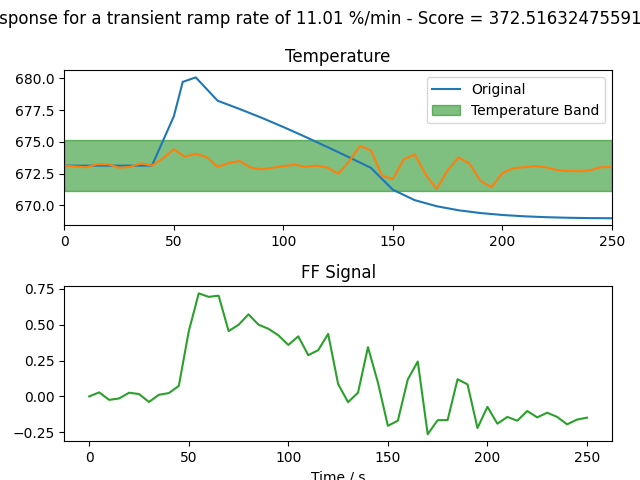 sponse for a transient ramp rate of 11.01 %/min - Score = 372.51632475591
Temperature
680.0
677.5
675.0
672.5
670.0
Original
Temperature Band
0 50 100 150 200 250
FF Signal
0.75
0.50
0.25
0.00
−0.25
0 50 100 150 200 250
Time / s